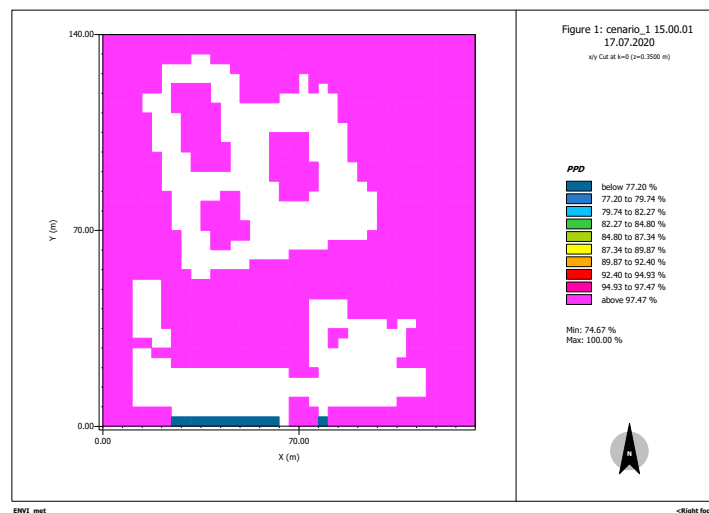 Figure 1: cenario_1 15.00.01
17.07.2020
x/y Cut at k=0 (z=0.3500 m)
140.00
70.00
0.00
Y (m)
0.00
70.00
X (m)
PPD
below 77.20 %
77.20 to 79.74 %
79.74 to 82.27 %
82.27 to 84.80 %
84.80 to 87.34 %
87.34 to 89.87 %
89.87 to 92.40 %
92.40 to 94.93 %
94.93 to 97.47 %
above 97.47 %
Min: 74.67 %
Max: 100.00 %
N
ENVI_met
<Right foo